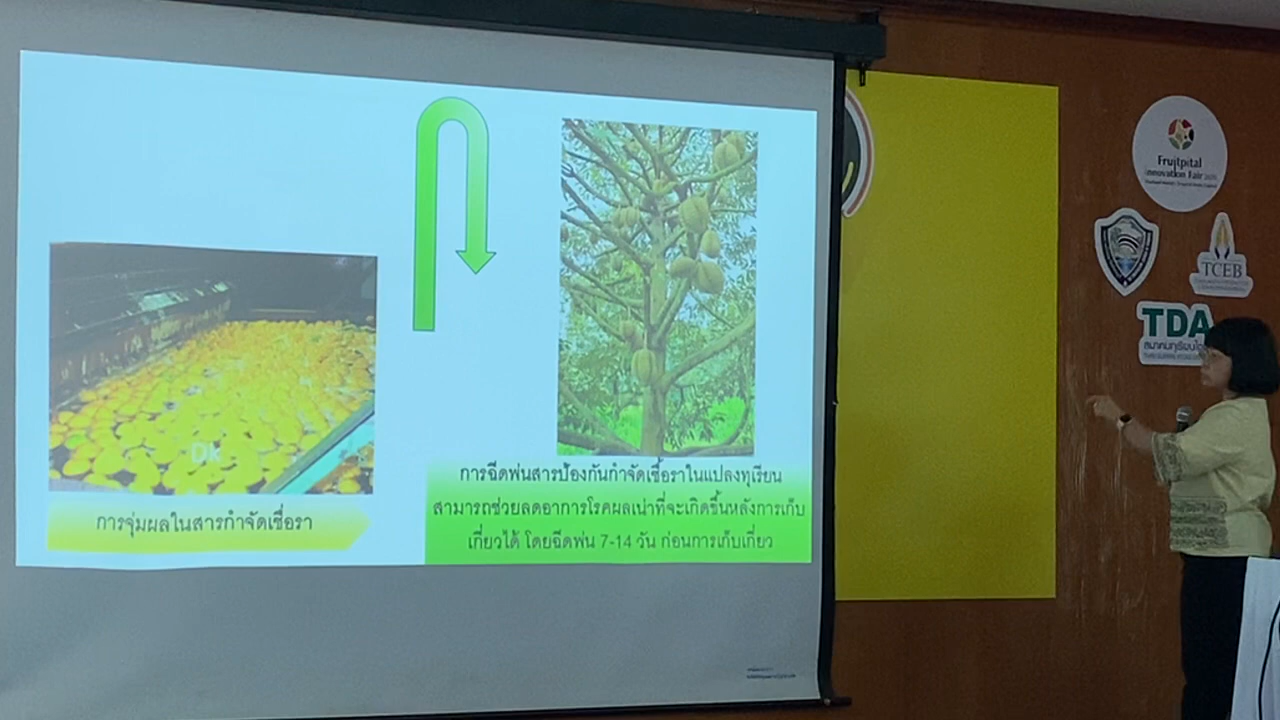 การจุ่มผลในสารกำจัดเชื้อรา
การฉีดพ่นสารป้องกันกำจัดเชื้อราในแปลงทุเรียน
สามารถช่วยลดอาการโรคผลเน่าที่จะเกิดขึ้นหลังการเก็บ
เกี่ยวได้ โดยฉีดพ่น 7-14 วัน ก่อนการเก็บเกี่ยว
Fruitpital
Innovation Fair
TCEB
TDA